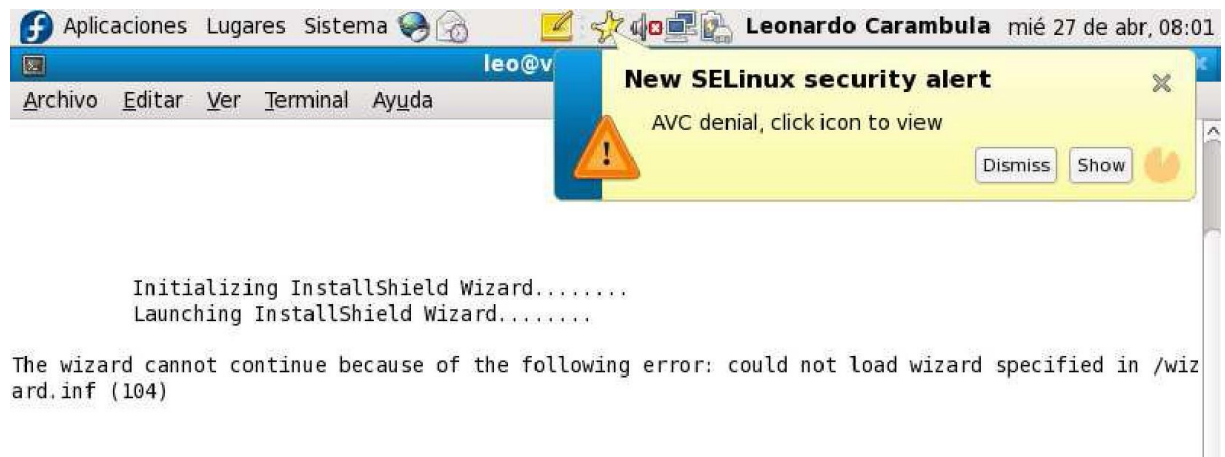 Aplicaciones Lugares Sistema Leonardo Carambula mié 27 de abr, 08:01
leo@v
Archivo Editar Ver Terminal Ayuda
New SELinux security alert
AVC denial, click icon to view
Dismiss Show
Initializing InstallShield Wizard........
Launching InstallShield Wizard........
The wizard cannot continue because of the following error: could not load wizard specified in /wiz
ard.inf (104)